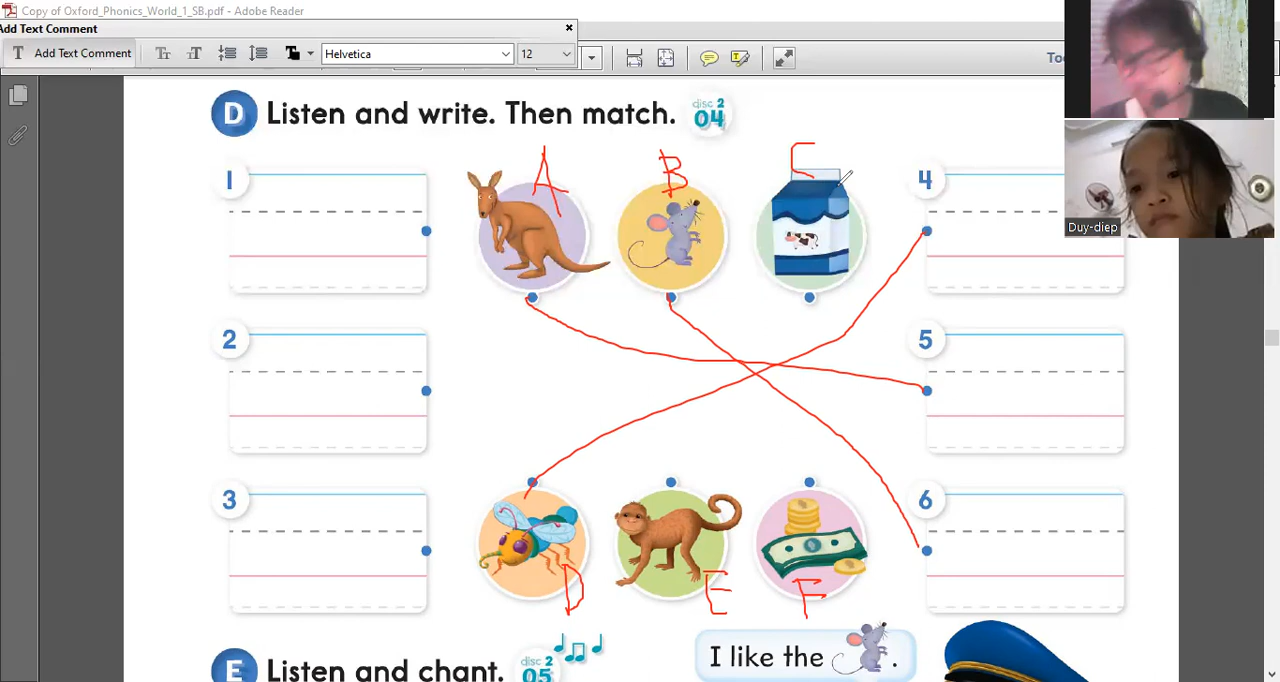 Copy of Oxford_Phonics_World_1_SB.pdf - Adobe Reader
Add Text Comment
T Add Text Comment Helvetica 12
D Listen and write. Then match. disc 2 04
1
A B C
4
Duy-diep
2
5
3
6
D E F
E Listen and chant. disc 2 05
I like the .